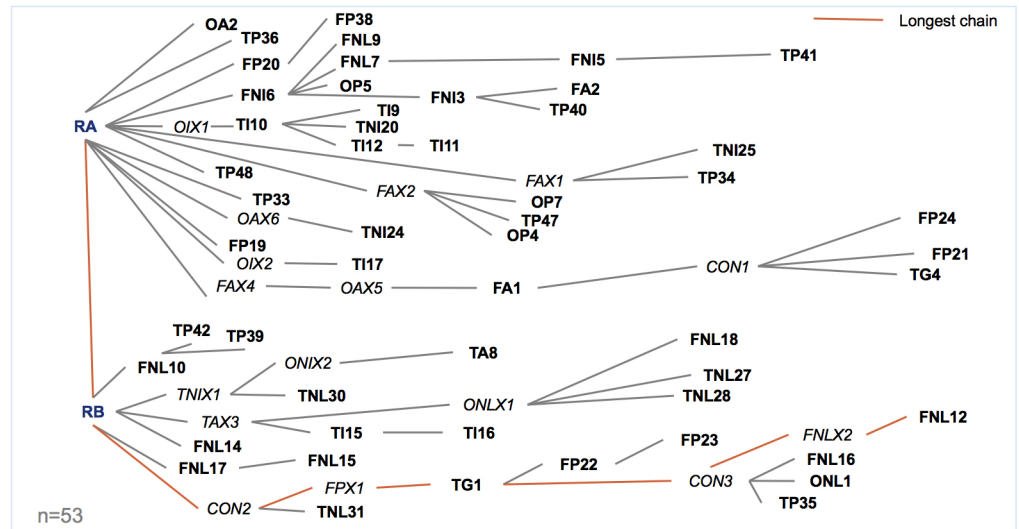 OA2
FP38
Longest chain
TP36
FNL9
FP20
FNL7
FNI5
TP41
FNI6
OP5
FNI3
FA2
TP40
RA
OIX1
TI10
TI9
TNI20
TI12
TI11
TNI25
TP48
FAX1
TP34
FAX2
TP33
OP7
OAX6
TP47
TNI24
OP4
FP24
FP19
FP21
OIX2
TI17
CON1
TG4
FAX4
OAX5
FA1
TP42
TP39
FNL18
FNL10
ONIX2
TA8
TNL27
TNIX1
TNL30
TNL28
RB
ONLX1
TAX3
FNL12
TI15
TI16
FNLX2
FNL14
FP23
FNL17
FNL15
FP22
FNL16
FPX1
TG1
CON3
ONL1
CON2
TNL31
TP35
n=53